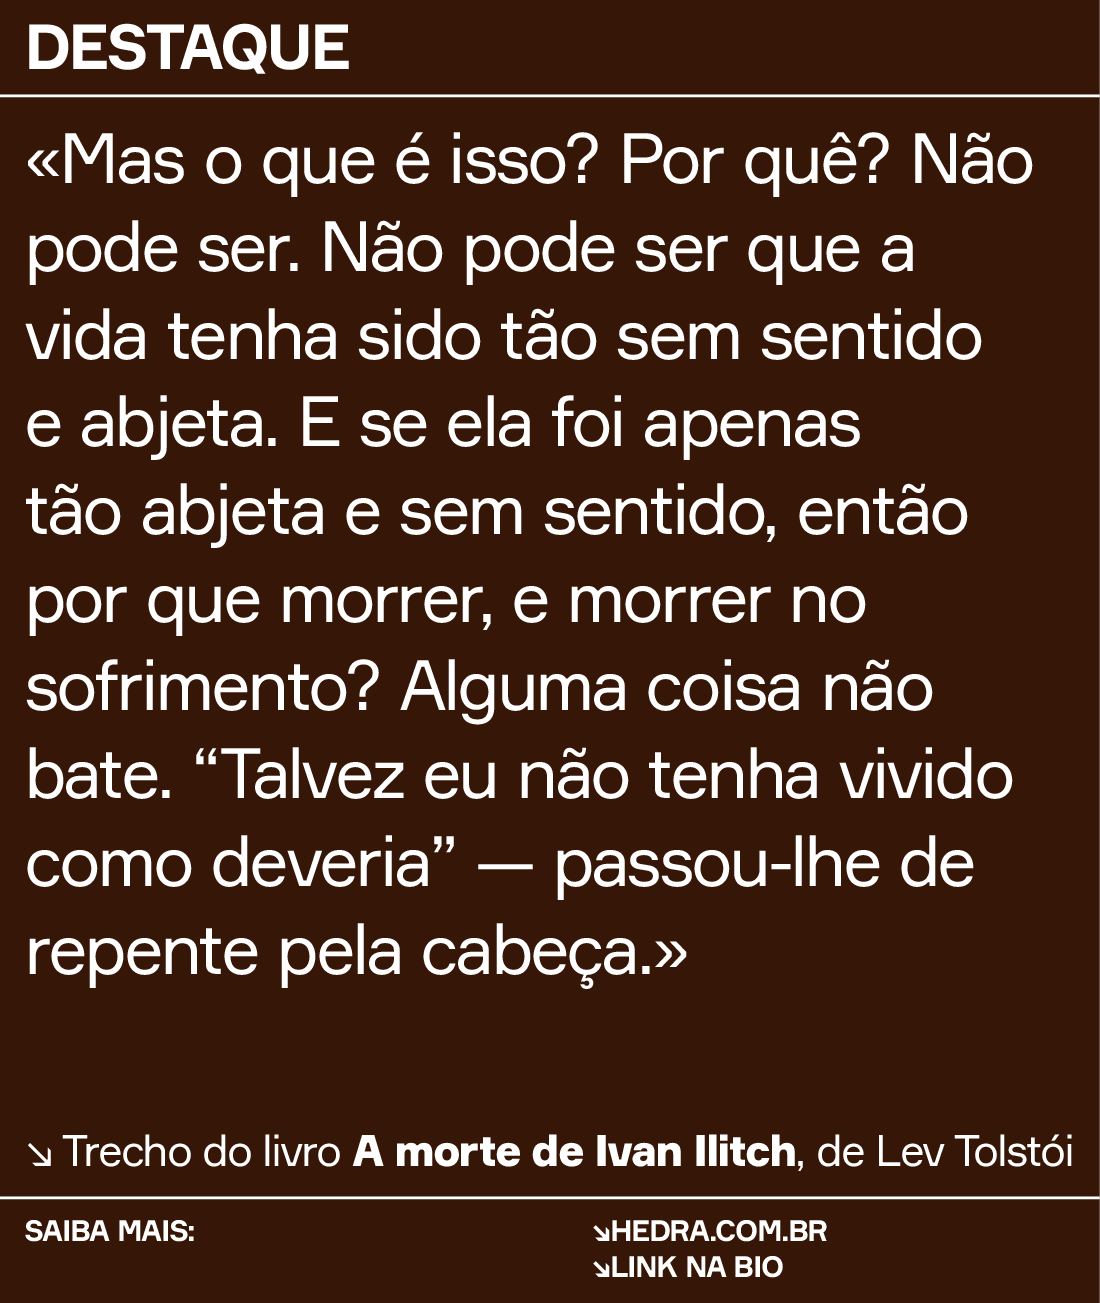 DESTAQUE
«Mas o que é isso? Por quê? Não
pode ser. Não pode ser que a
vida tenha sido tão sem sentido
e abjeta. E se ela foi apenas
tão abjeta e sem sentido, então
por que morrer, e morrer no
sofrimento? Alguma coisa não
bate. “Talvez eu não tenha vivido
como deveria” — passou-lhe de
repente pela cabeça.»
↘ Trecho do livro A morte de Ivan Ilitch, de Lev Tolstói
SAIBA MAIS:
↘HEDRA.COM.BR
↘LINK NA BIO